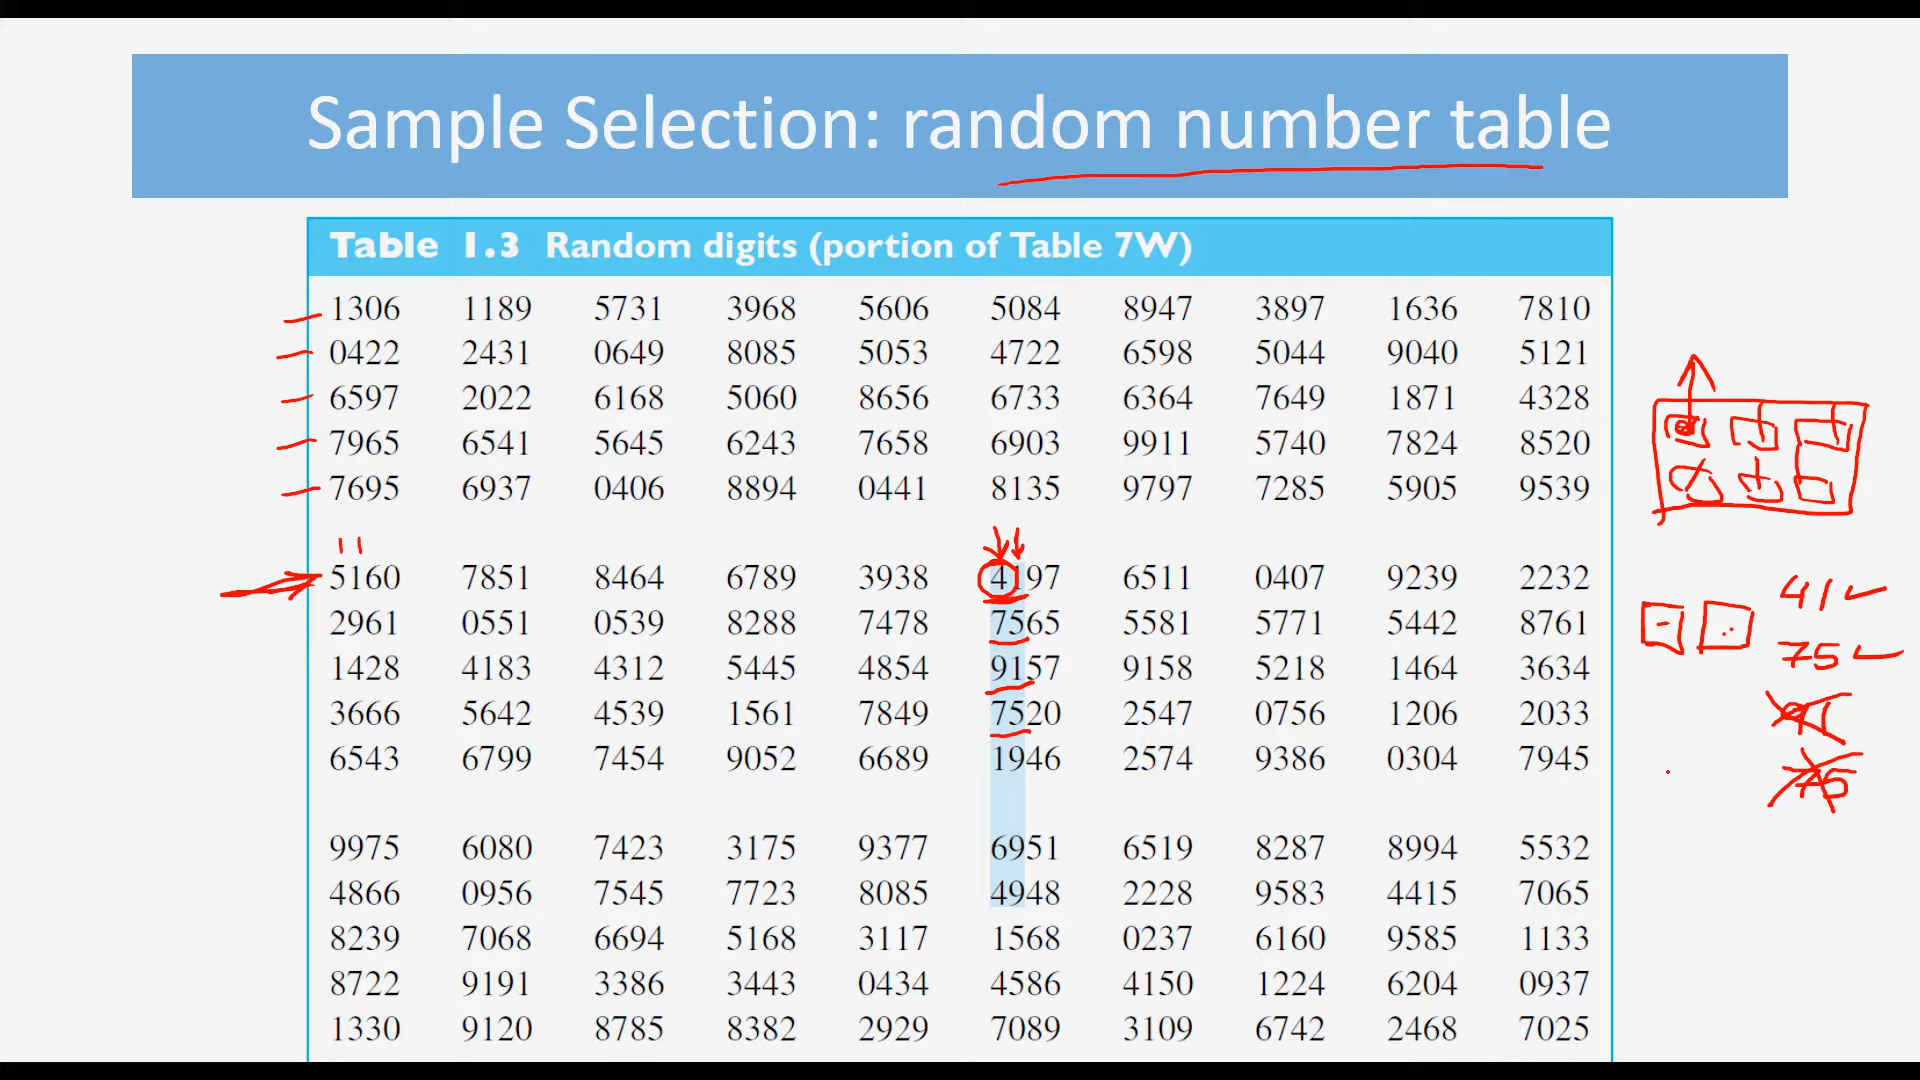 Sample Selection: random number table
Table 1.3 Random digits (portion of Table 7W)
1306 1189 5731 3968 5606 5084 8947 3897 1636 7810
0422 2431 0649 8085 5053 4722 6598 5044 9040 5121
6597 2022 6168 5060 8656 6733 6364 7649 1871 4328
7965 6541 5645 6243 7658 6903 9911 5740 7824 8520
7695 6937 0406 8894 0441 8135 9797 7285 5905 9539
5160 7851 8464 6789 3938 4197 6511 0407 9239 2232
2961 0551 0539 8288 7478 7565 5581 5771 5442 8761
1428 4183 4312 5445 4854 9157 9158 5218 1464 3634
3666 5642 4539 1561 7849 7520 2547 0756 1206 2033
6543 6799 7454 9052 6689 1946 2574 9386 0304 7945
9975 6080 7423 3175 9377 6951 6519 8287 8994 5532
4866 0956 7545 7723 8085 4948 2228 9583 4415 7065
8239 7068 6694 5168 3117 1568 0237 6160 9585 1133
8722 9191 3386 3443 0434 4586 4150 1224 6204 0937
1330 9120 8785 8382 2929 7089 3109 6742 2468 7025
41
75
91
75